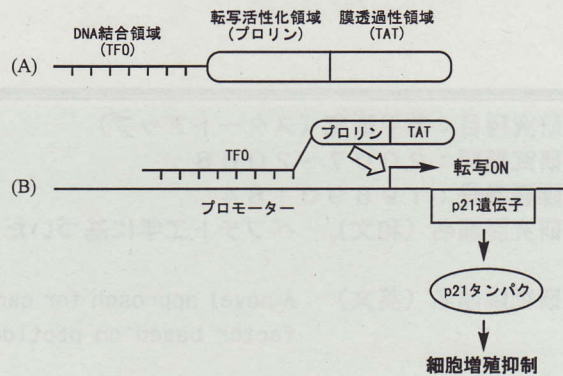 DNA結合領域
(TFO)
転写活性化領域
(プロリン)
膜透過性領域
(TAT)
(A)
プロリン TAT
TFO
転写ON
(B)
プロモーター
p21遺伝子
p21タンパク
細胞増殖抑制